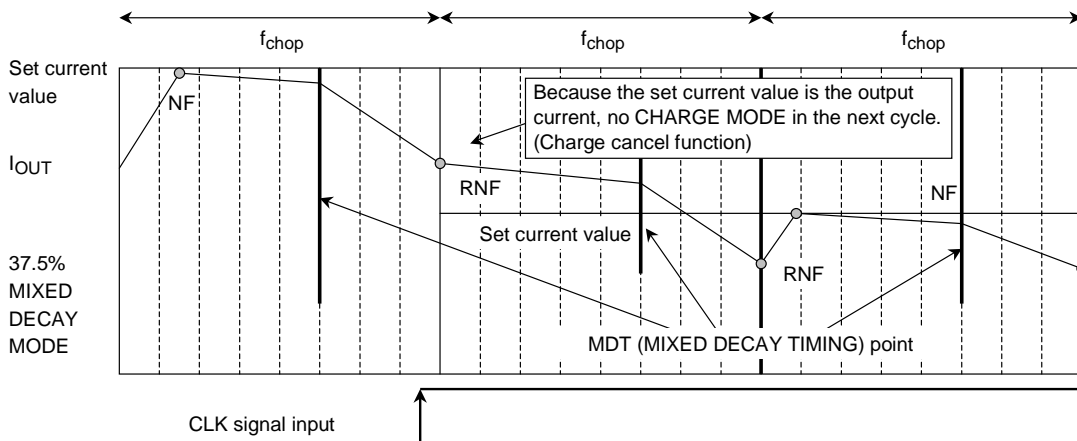 fchop
fchop
fchop
Set current
value
NF
Because the set current value is the output
current, no CHARGE MODE in the next cycle.
(Charge cancel function)
IOUT
RNF
NF
Set current value
37.5%
MIXED
DECAY
MODE
RNF
MDT (MIXED DECAY TIMING) point
CLK signal input